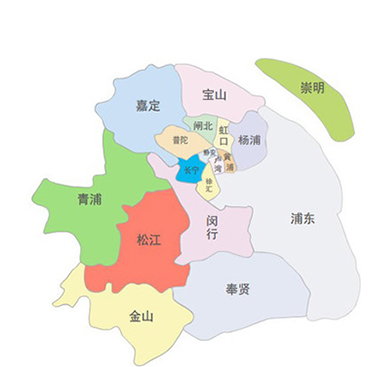 崇明
宝山
嘉定
闸北
虹
口
杨浦
普陀
静安
黄
浦
卢
湾
长宁
徐
汇
青浦
闵
行
浦东
松江
奉贤
金山